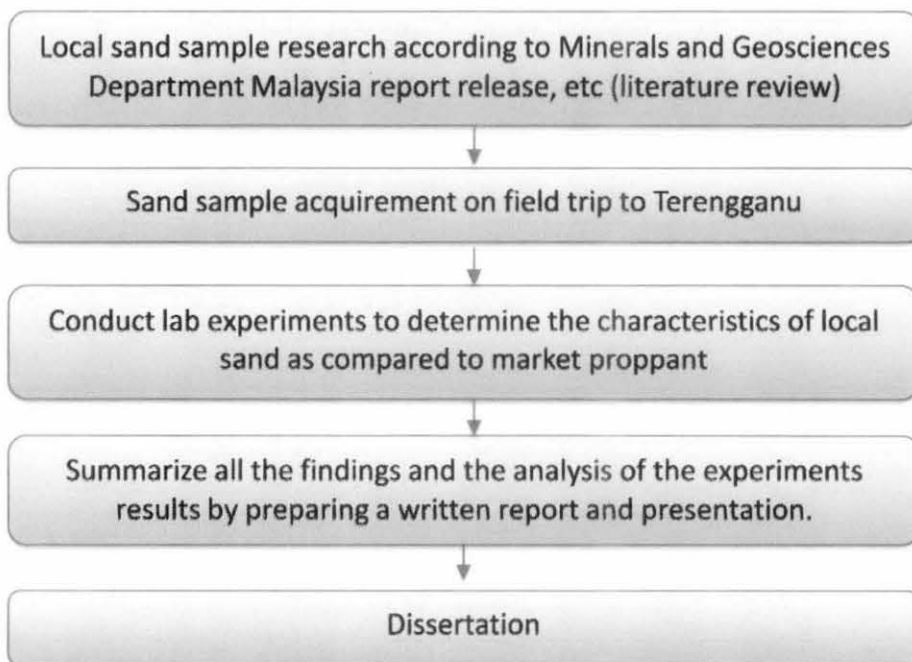 Local sand sample research according to Minerals and Geosciences
Department Malaysia report release, etc (literature review)
Sand sample acquirement on field trip to Terengganu
Conduct lab experiments to determine the characteristics of local
sand as compared to market proppant
Summarize all the findings and the analysis of the experiments
results by preparing a written report and presentation.
Dissertation